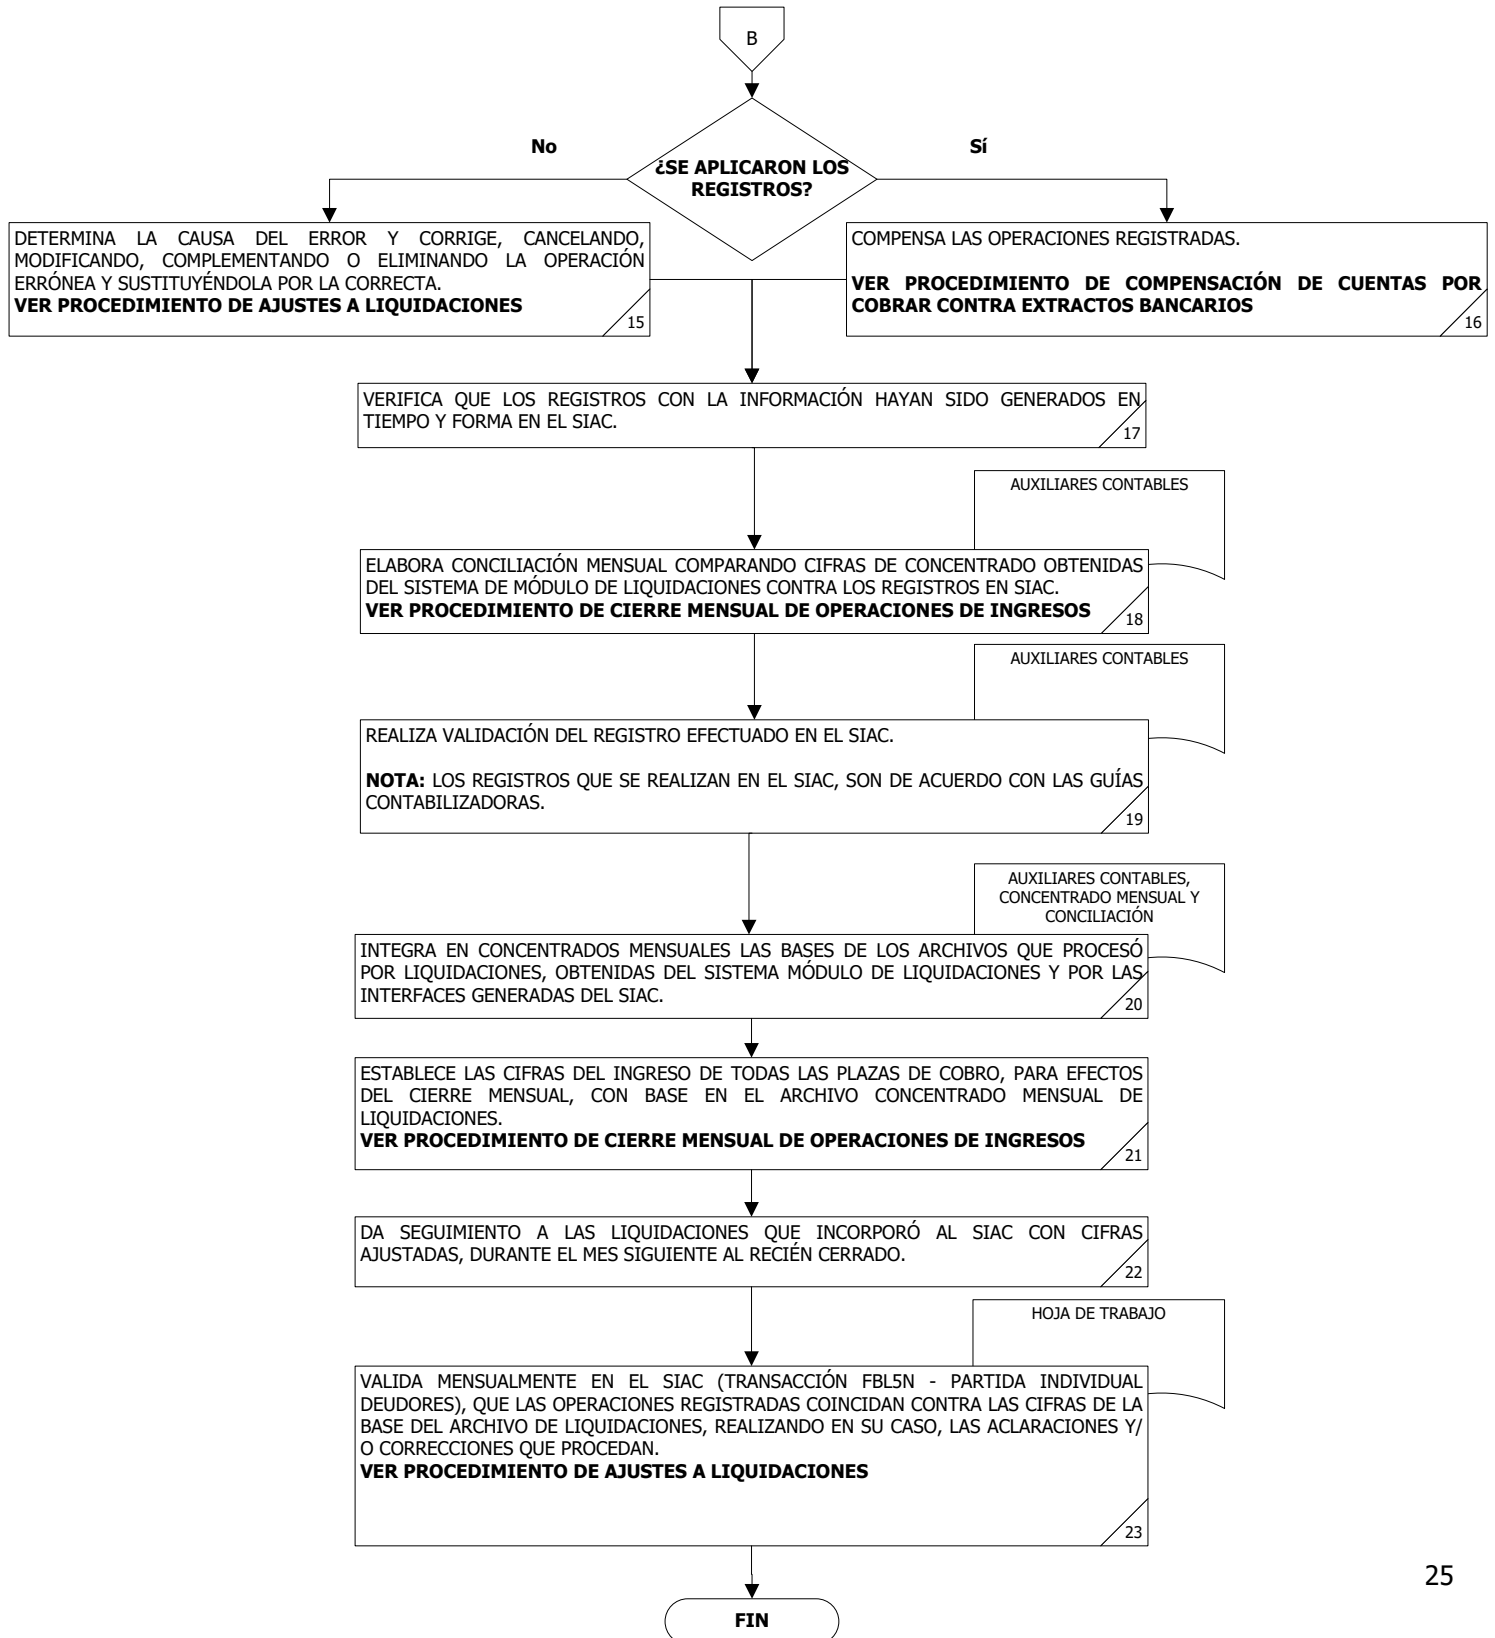 B
No
Sí
¿SE APLICARON LOS
REGISTROS?
DETERMINA LA CAUSA DEL ERROR Y CORRIGE, CANCELANDO,
MODIFICANDO, COMPLEMENTANDO O ELIMINANDO LA OPERACIÓN
ERRÓNEA Y SUSTITUYÉNDOLA POR LA CORRECTA.
VER PROCEDIMIENTO DE AJUSTES A LIQUIDACIONES
15
COMPENSA LAS OPERACIONES REGISTRADAS.
VER PROCEDIMIENTO DE COMPENSACIÓN DE CUENTAS POR
COBRAR CONTRA EXTRACTOS BANCARIOS
16
VERIFICA QUE LOS REGISTROS CON LA INFORMACIÓN HAYAN SIDO GENERADOS EN
TIEMPO Y FORMA EN EL SIAC.
17
AUXILIARES CONTABLES
ELABORA CONCILIACIÓN MENSUAL COMPARANDO CIFRAS DE CONCENTRADO OBTENIDAS
DEL SISTEMA DE MÓDULO DE LIQUIDACIONES CONTRA LOS REGISTROS EN SIAC.
VER PROCEDIMIENTO DE CIERRE MENSUAL DE OPERACIONES DE INGRESOS
18
AUXILIARES CONTABLES
REALIZA VALIDACIÓN DEL REGISTRO EFECTUADO EN EL SIAC.
NOTA: LOS REGISTROS QUE SE REALIZAN EN EL SIAC, SON DE ACUERDO CON LAS GUÍAS
CONTABILIZADORAS.
19
AUXILIARES CONTABLES,
CONCENTRADO MENSUAL Y
CONCILIACIÓN
INTEGRA EN CONCENTRADOS MENSUALES LAS BASES DE LOS ARCHIVOS QUE PROCESÓ
POR LIQUIDACIONES, OBTENIDAS DEL SISTEMA MÓDULO DE LIQUIDACIONES Y POR LAS
INTERFACES GENERADAS DEL SIAC.
20
ESTABLECE LAS CIFRAS DEL INGRESO DE TODAS LAS PLAZAS DE COBRO, PARA EFECTOS
DEL CIERRE MENSUAL, CON BASE EN EL ARCHIVO CONCENTRADO MENSUAL DE
LIQUIDACIONES.
VER PROCEDIMIENTO DE CIERRE MENSUAL DE OPERACIONES DE INGRESOS
21
DA SEGUIMIENTO A LAS LIQUIDACIONES QUE INCORPORÓ AL SIAC CON CIFRAS
AJUSTADAS, DURANTE EL MES SIGUIENTE AL RECIÉN CERRADO.
22
HOJA DE TRABAJO
VALIDA MENSUALMENTE EN EL SIAC (TRANSACCIÓN FBL5N - PARTIDA INDIVIDUAL
DEUDORES), QUE LAS OPERACIONES REGISTRADAS COINCIDAN CONTRA LAS CIFRAS DE LA
BASE DEL ARCHIVO DE LIQUIDACIONES, REALIZANDO EN SU CASO, LAS ACLARACIONES Y/
O CORRECCIONES QUE PROCEDAN.
VER PROCEDIMIENTO DE AJUSTES A LIQUIDACIONES
23
25
FIN